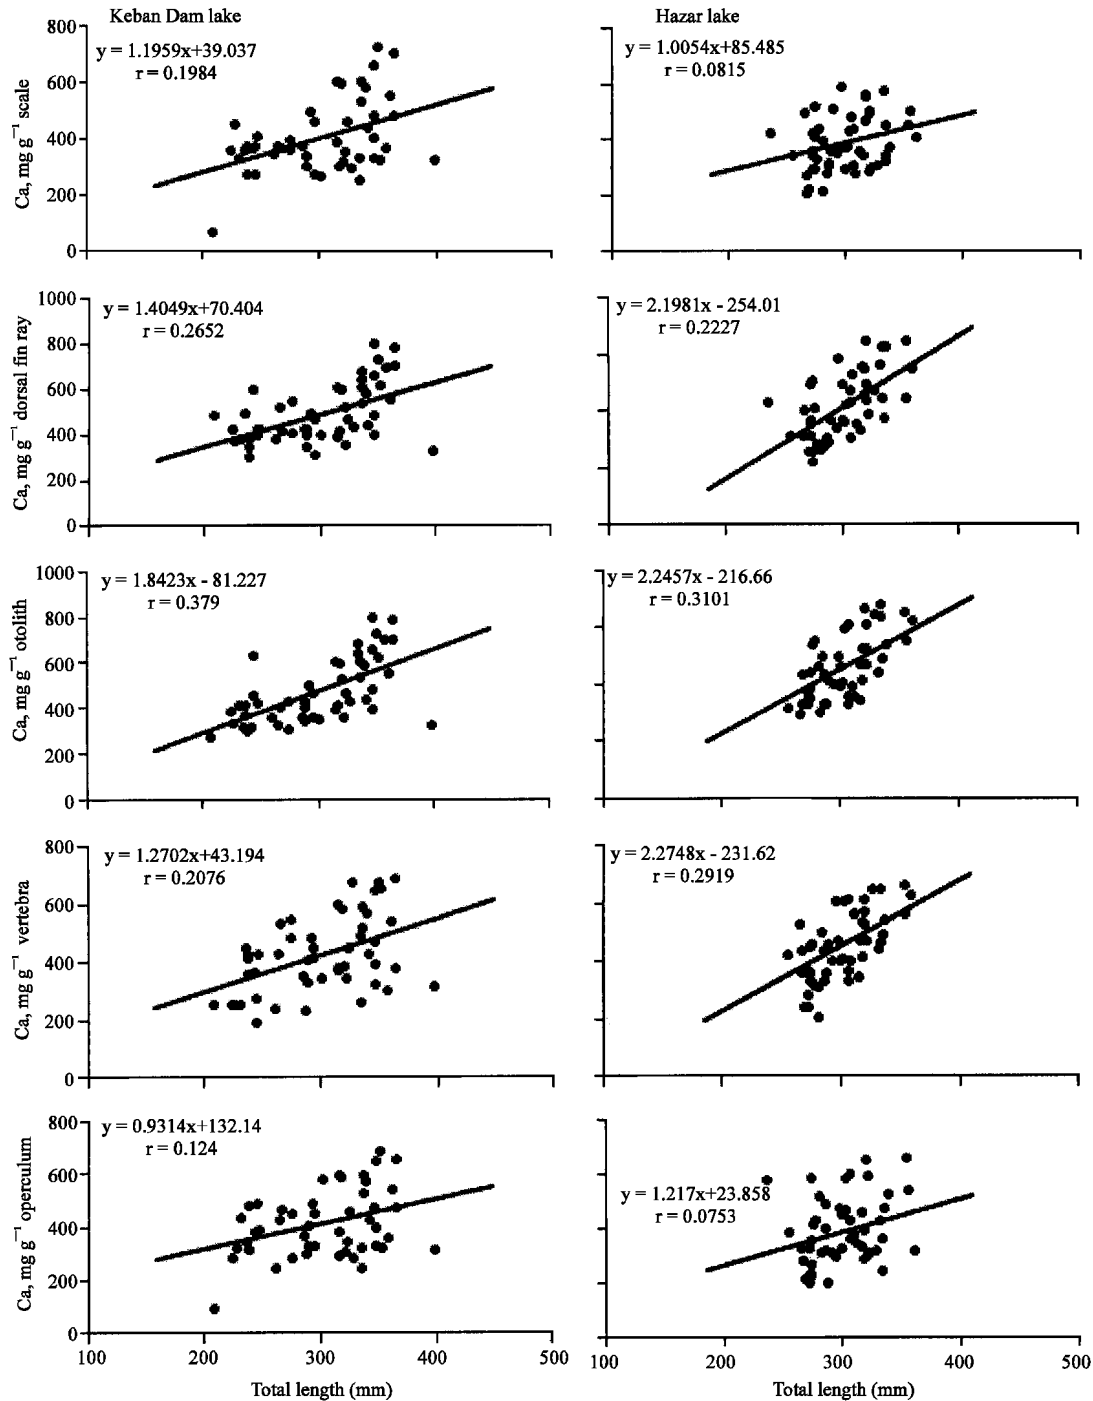 Keban Dam lake
Hazar lake
y = 1.1959x+39.037
r = 0.1984
y = 1.0054x+85.485
r = 0.0815
Ca, mg g⁻¹ scale
800
600
400
200
0
y = 1.4049x+70.404
r = 0.2652
y = 2.1981x - 254.01
r = 0.2227
Ca, mg g⁻¹ dorsal fin ray
1000
800
600
400
200
0
y = 1.8423x - 81.227
r = 0.379
y = 2.2457x - 216.66
r = 0.3101
Ca, mg g⁻¹ otolith
1000
800
600
400
200
0
y = 1.2702x+43.194
r = 0.2076
y = 2.2748x - 231.62
r = 0.2919
Ca, mg g⁻¹ vertebra
800
600
400
200
0
y = 0.9314x+132.14
r = 0.124
y = 1.217x+23.858
r = 0.0753
Ca, mg g⁻¹ operculum
800
600
400
200
0
100 200 300 400 500
100 200 300 400 500
Total length (mm)
Total length (mm)